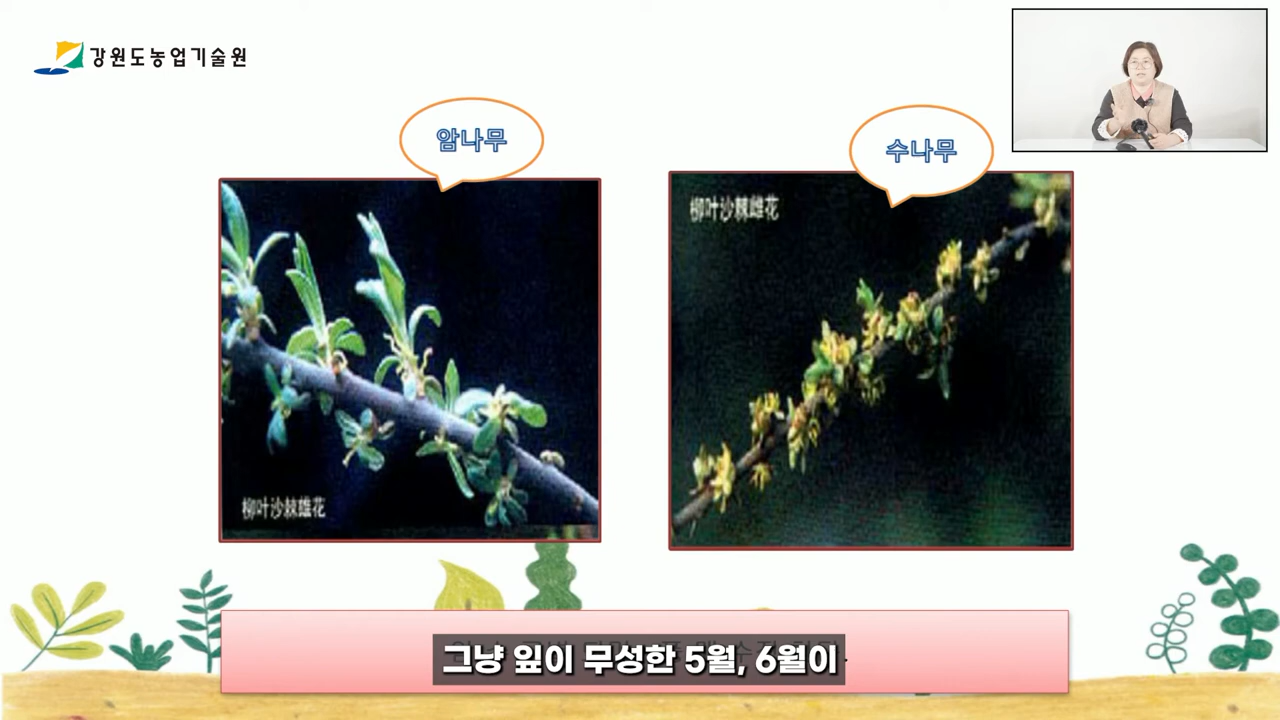 강원도농업기술원
암나무
수나무
柳叶沙棘雌花
柳叶沙棘雄花
그냥 잎이 무성한 5월, 6월이